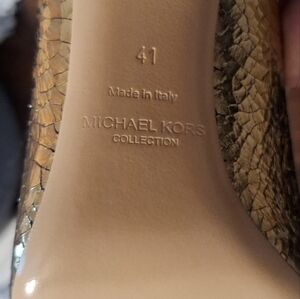 41
Made in Italy
MICHAEL KORS
COLLECTION